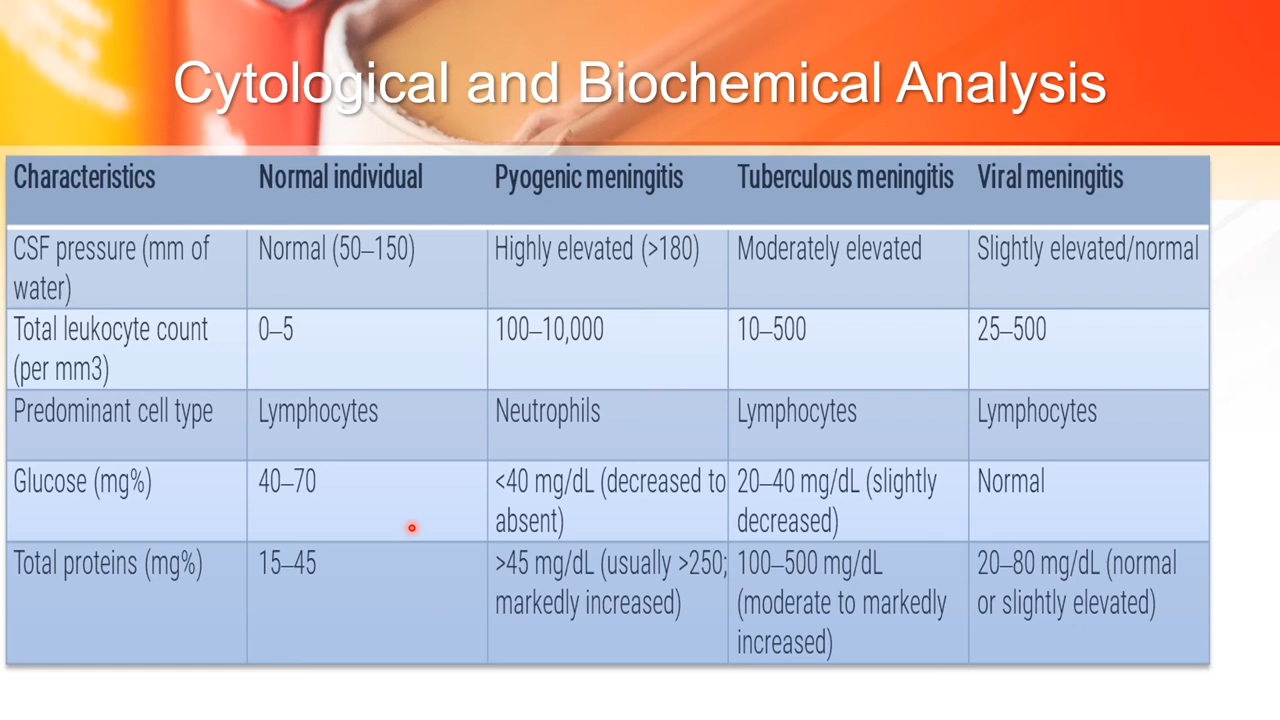 Cytological and Biochemical Analysis
Characteristics Normal individual Pyogenic meningitis Tuberculous meningitis Viral meningitis
CSF pressure (mm of water) Normal (50–150) Highly elevated (>180) Moderately elevated Slightly elevated/normal
Total leukocyte count (per mm3) 0–5 100–10,000 10–500 25–500
Predominant cell type Lymphocytes Neutrophils Lymphocytes Lymphocytes
Glucose (mg%) 40–70 <40 mg/dL (decreased to absent) 20–40 mg/dL (slightly decreased) Normal
Total proteins (mg%) 15–45 >45 mg/dL (usually >250; markedly increased) 100–500 mg/dL (moderate to markedly increased) 20–80 mg/dL (normal or slightly elevated)